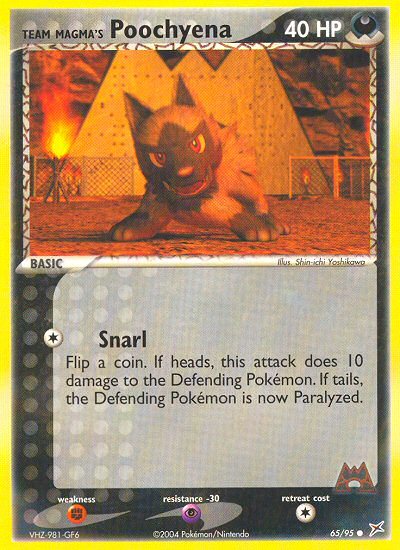 TEAM MAGMA'S Poochyena 40 HP
BASIC
Illus. Shin-ichi Yoshikawa
Snarl
Flip a coin. If heads, this attack does 10
damage to the Defending Pokémon. If tails,
the Defending Pokémon is now Paralyzed.
weakness resistance -30 retreat cost
VHZ-981-GF6 ©2004 Pokémon/Nintendo 65/95